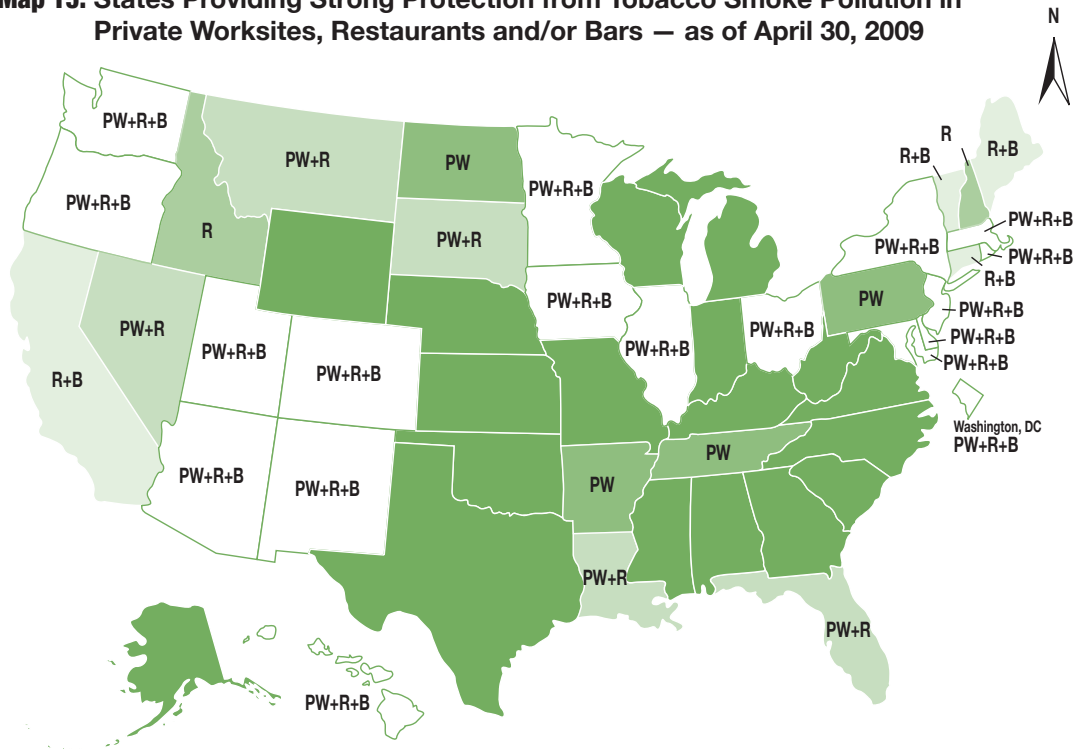 Map 15. States Providing Strong Protection from Tobacco Smoke Pollution in
Private Worksites, Restaurants and/or Bars — as of April 30, 2009
N
PW+R+B
PW+R
PW
PW+R+B
R
R+B
R+B
PW+R+B
R
PW+R
PW+R+B
PW+R+B
PW+R+B
R+B
PW+R
PW+R+B
PW+R+B
PW+R+B
PW+R+B
PW
PW+R+B
PW+R+B
PW+R+B
R+B
PW+R+B
Washington, DC
PW+R+B
PW+R+B
PW+R+B
PW
PW
PW+R
PW+R
PW+R+B